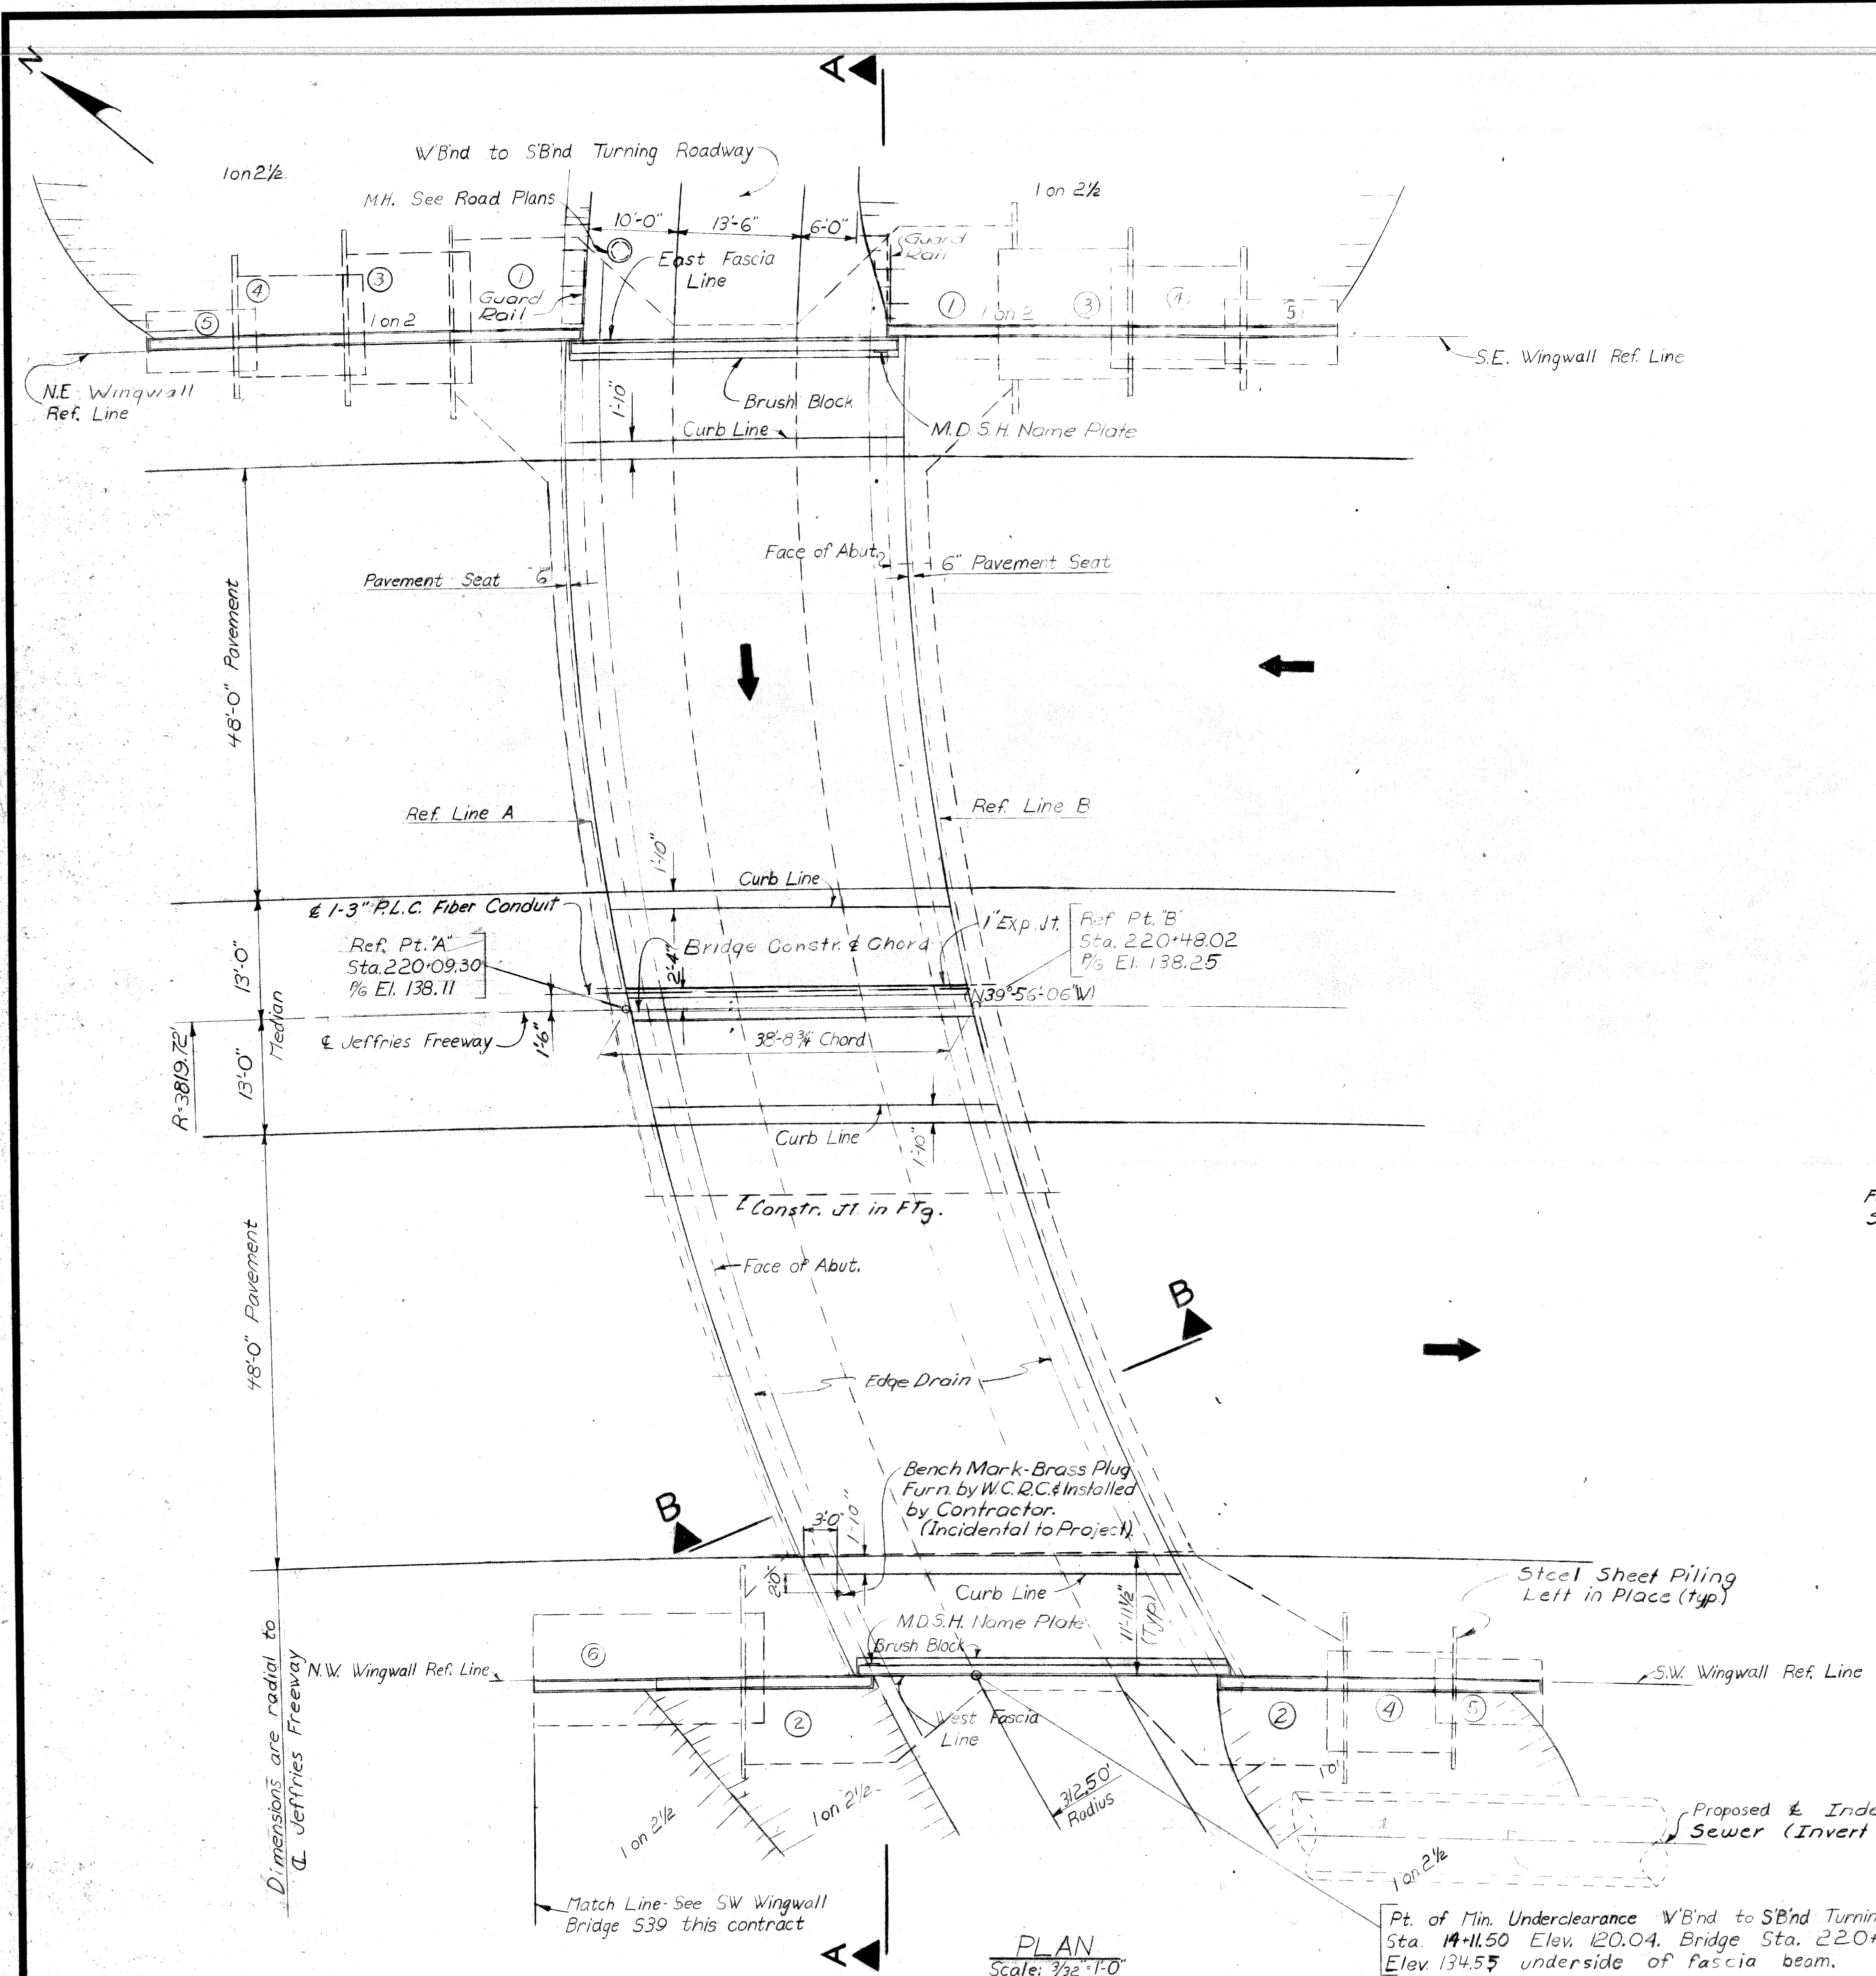 N
A
W'B'nd to S'B'nd Turning Roadway
1 on 2½
M.H. See Road Plans
1 on 2½
10'-0"
13'-6"
6'-0"
East Fascia
Line
Guard
Rail
Guard
Rail
5
4
3
1
1 on 2
1
1 on 2
3
4
5
N.E. Wingwall
Ref. Line
S.E. Wingwall Ref. Line
1'-10"
Brush Block
Curb Line
M.D.S.H. Name Plate
48'-0" Pavement
Face of Abut.
Pavement Seat 6"
6" Pavement Seat
Ref. Line A
Ref. Line B
1'-10"
Curb Line
℄ 1-3" P.L.C. Fiber Conduit
1" Exp. Jt.
Ref. Pt. "A"
Sta. 220+09.30
P/G El. 138.11
Bridge Constr. ℄ Chord
Ref Pt. "B"
Sta. 220+48.02
P/G El. 138.25
2'-4"
(N39°-56'-06"W)
13'-0"
Median
13'-0"
R=3819.72'
℄ Jeffries Freeway
1'-6"
38'-8¾" Chord
Curb Line
1'-10"
Constr. Jt. in Ftg.
48'-0" Pavement
Face of Abut.
B
Edge Drain
Bench Mark-Brass Plug
Furn. by W.C.R.C. & Installed
by Contractor.
(Incidental to Project).
B
3'-0"
1'-10"
2'-0"
Curb Line
11'-11½"
(Typ.)
Steel Sheet Piling
Left in Place (typ.)
M.D.S.H. Name Plate
Brush Block
6
N.W. Wingwall Ref. Line
S.W. Wingwall Ref. Line
2
West Fascia
Line
2
4
5
Dimensions are radial to
℄ Jeffries Freeway
312.50'
Radius
1 on 2½
1 on 2½
1 on 2½
Proposed ℄
Sewer (Invert
Match Line-See SW Wingwall
Bridge S39 this contract
A
PLAN
Scale: 3/32"=1'-0"
Pt. of Min. Underclearance W'B'nd to S'B'nd
Sta. 14+11.50 Elev. 120.04. Bridge Sta. 220+
Elev. 134.55 underside of fascia beam.